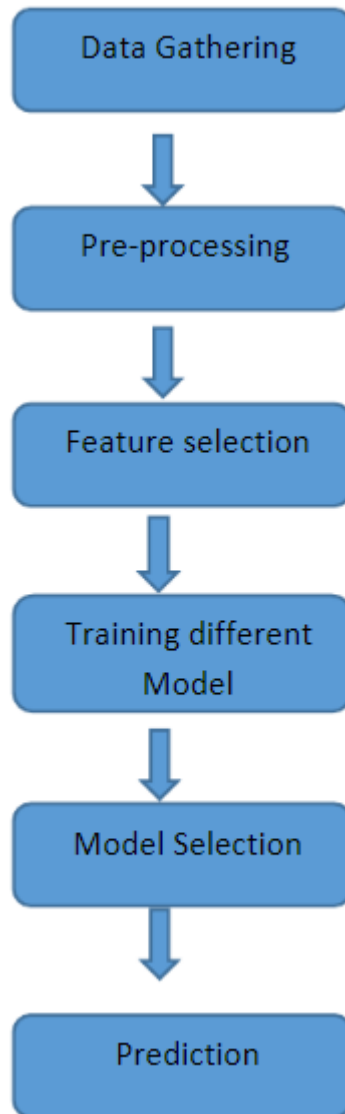 Data Gathering
Pre-processing
Feature selection
Training different
Model
Model Selection
Prediction